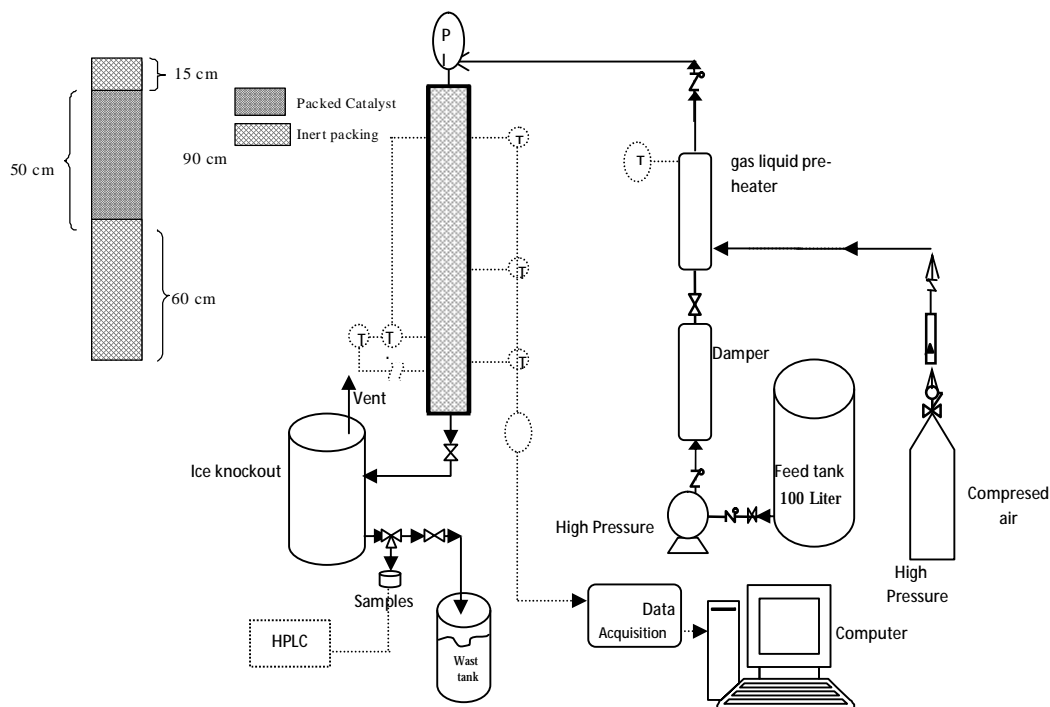 15 cm
Packed Catalyst
Inert packing
50 cm
90 cm
60 cm
P
I
T
T
T
T
T
T
gas liquid pre-
heater
Damper
Vent
Ice knockout
Feed tank
100 Liter
High Pressure
Compresed
air
High
Pressure
Samples
HPLC
Wast
tank
Data
Acquisition
Computer